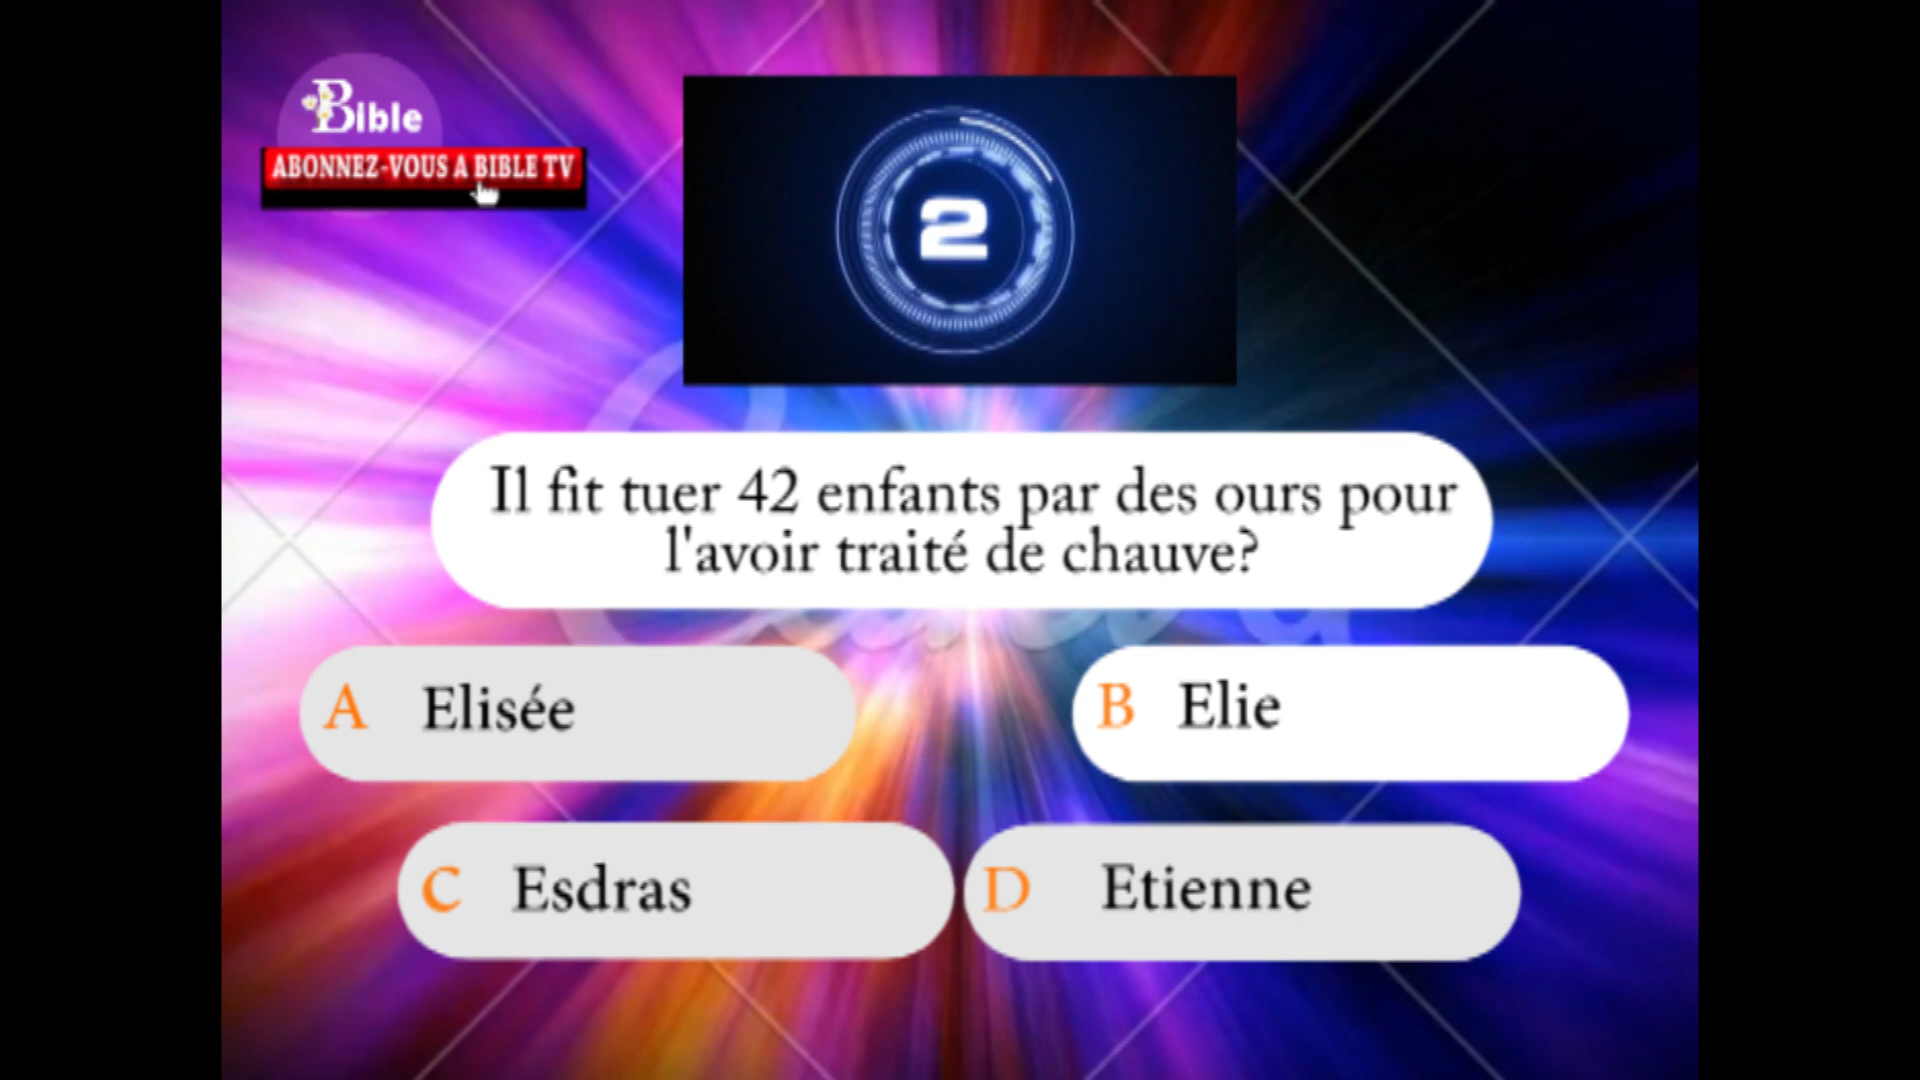 Bible
ABONNEZ-VOUS A BIBLE TV
2
Il fit tuer 42 enfants par des ours pour
l'avoir traité de chauve?
A Elisée
B Elie
C Esdras
D Etienne